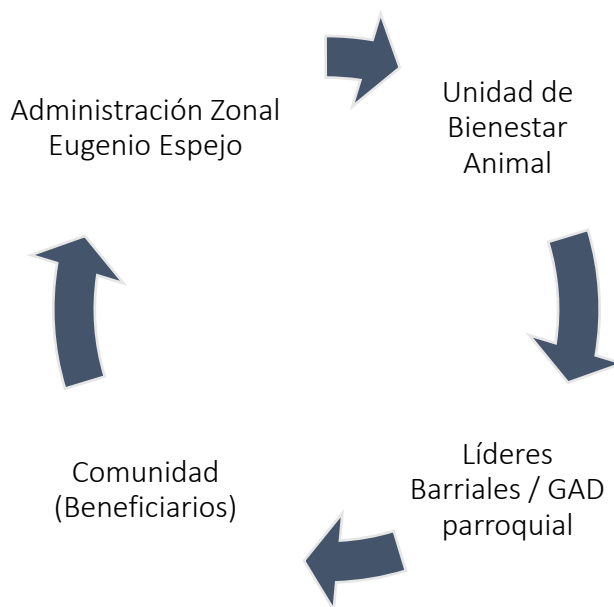 Administración Zonal
Eugenio Espejo
Unidad de
Bienestar
Animal
Líderes
Barriales / GAD
parroquial
Comunidad
(Beneficiarios)